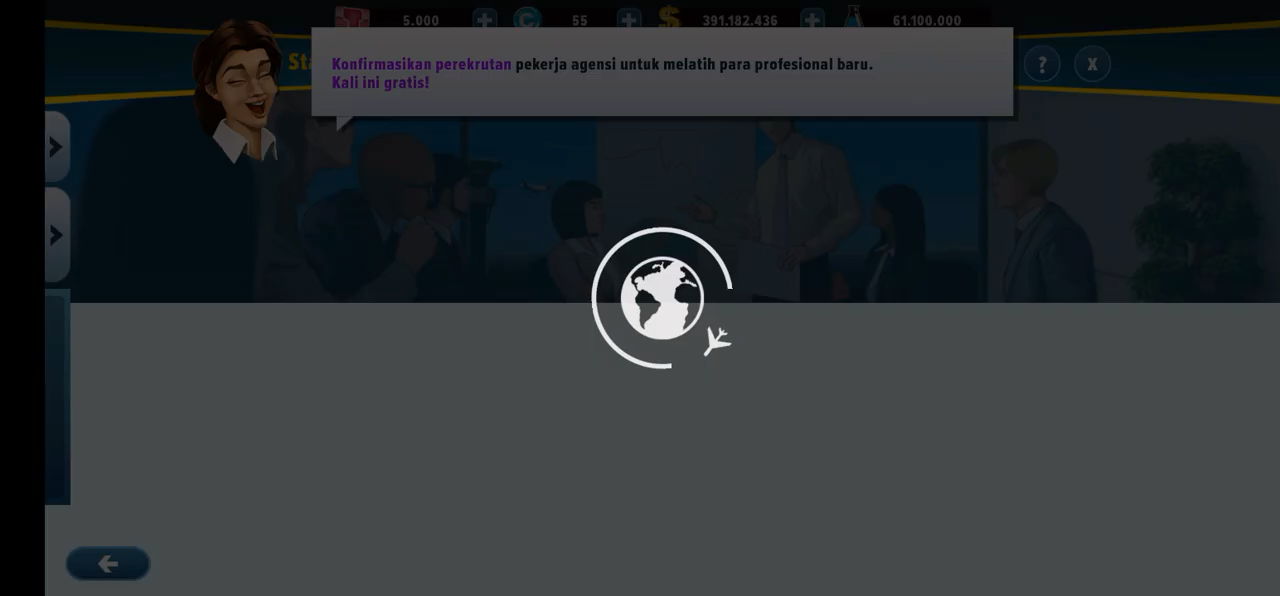 5.000 55 391.182.436 61.100.000
Sta
Konfirmasikan perekrutan pekerja agensi untuk melatih para profesional baru.
Kali ini gratis!
? X